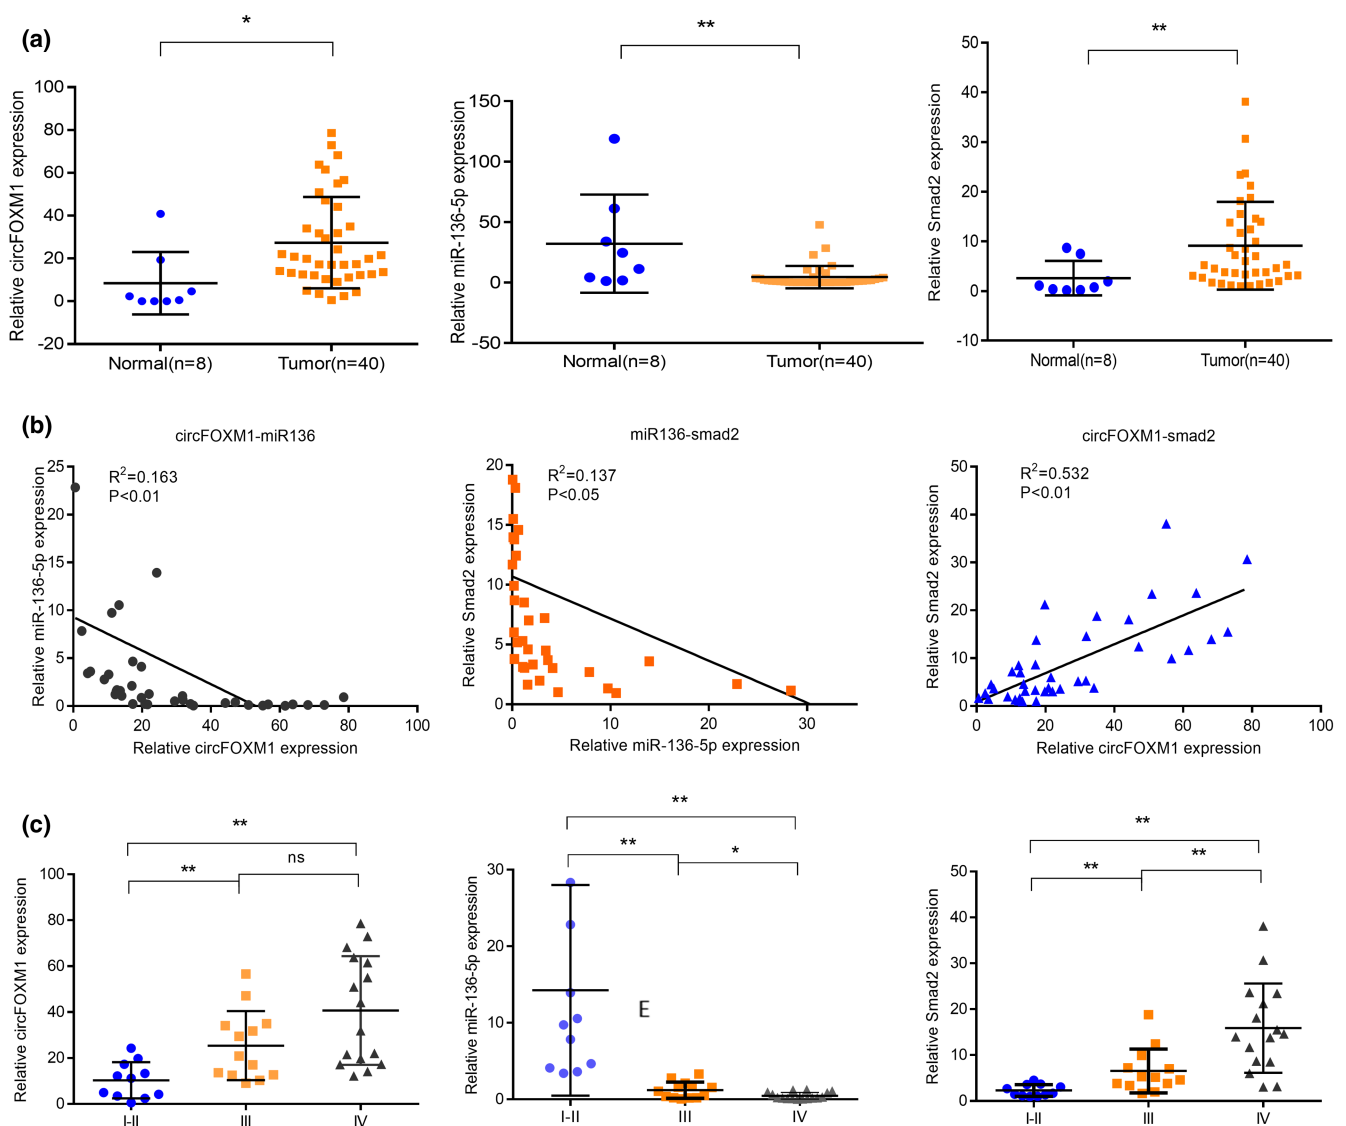 (a)
*
Relative circFOXM1 expression
100
80
60
40
20
0
-20
Normal(n=8)
Tumor(n=40)
**
Relative miR-136-5p expression
150
100
50
0
-50
Normal(n=8)
Tumor(n=40)
**
Relative Smad2 expression
50
40
30
20
10
0
-10
Normal(n=8)
Tumor(n=40)
(b)
circFOXM1-miR136
R²=0.163
P<0.01
Relative miR-136-5p expression
25
20
15
10
5
0
0 20 40 60 80 100
Relative circFOXM1 expression
miR136-smad2
R²=0.137
P<0.05
Relative Smad2 expression
20
15
10
5
0
0 10 20 30
Relative miR-136-5p expression
circFOXM1-smad2
R²=0.532
P<0.01
Relative Smad2 expression
50
40
30
20
10
0
0 20 40 60 80 100
Relative circFOXM1 expression
(c)
**
** ns
Relative circFOXM1 expression
100
80
60
40
20
0
I-II III IV
**
** *
Relative miR-136-5p expression
30
20
10
0
E
I-II III IV
**
** **
Relative Smad2 expression
50
40
30
20
10
0
I-II III IV